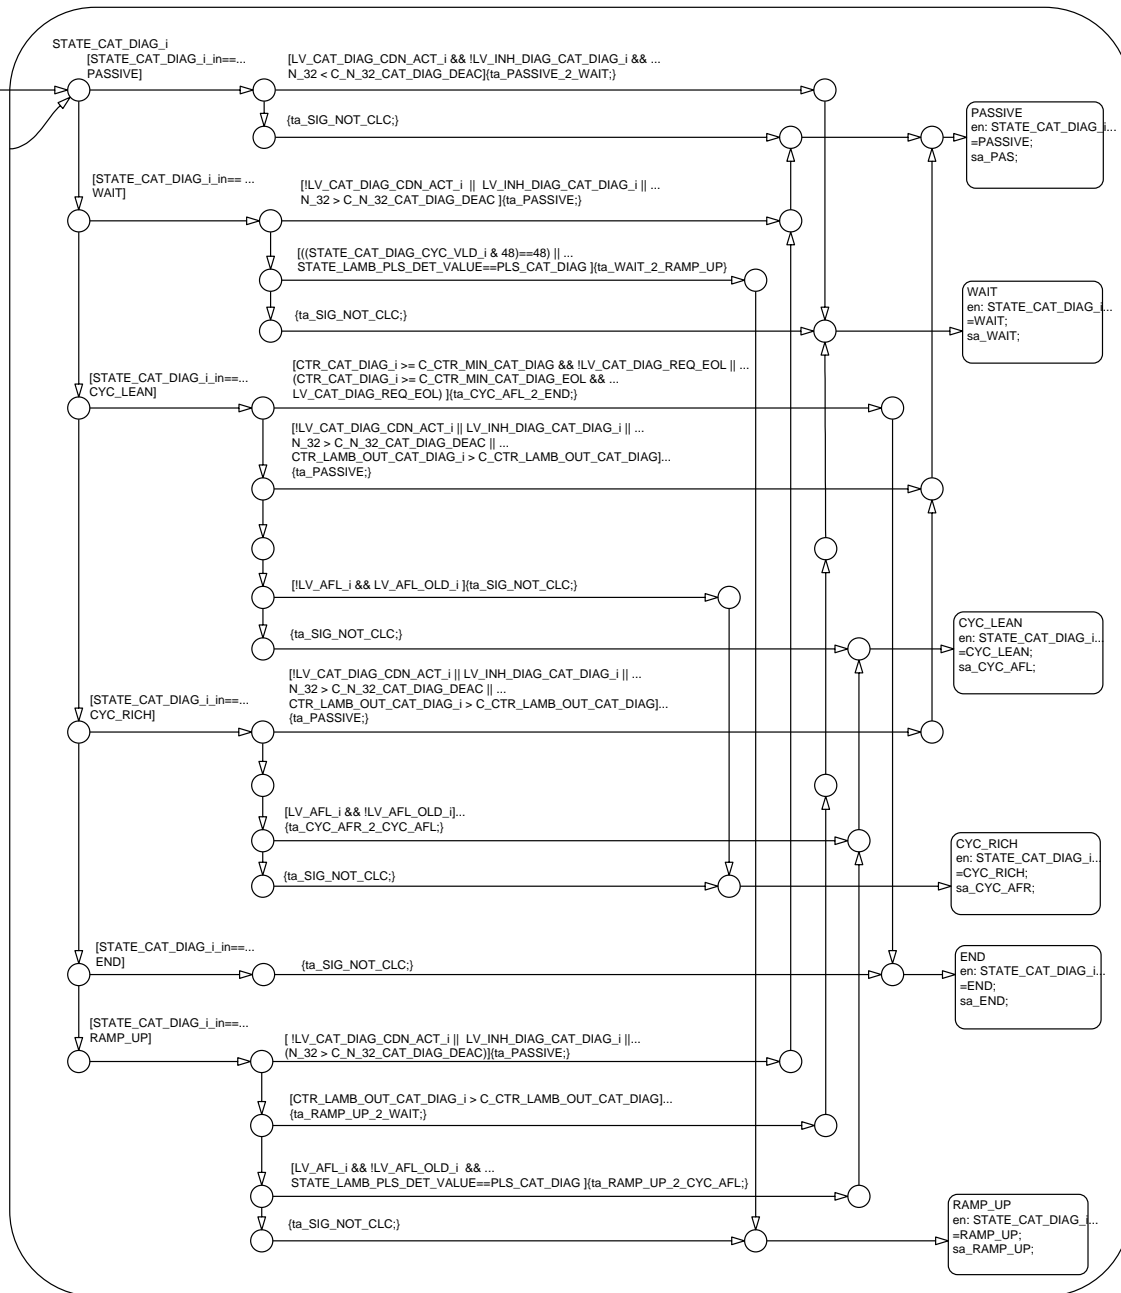 STATE_CAT_DIAG_i
[STATE_CAT_DIAG_i_in==...
PASSIVE]
[LV_CAT_DIAG_CDN_ACT_i && !LV_INH_DIAG_CAT_DIAG_i && ...
N_32 < C_N_32_CAT_DIAG_DEAC]{ta_PASSIVE_2_WAIT;}
{ta_SIG_NOT_CLC;}
PASSIVE
en: STATE_CAT_DIAG_i...
=PASSIVE;
sa_PAS;
[STATE_CAT_DIAG_i_in== ...
WAIT]
[!LV_CAT_DIAG_CDN_ACT_i || LV_INH_DIAG_CAT_DIAG_i || ...
N_32 > C_N_32_CAT_DIAG_DEAC ]{ta_PASSIVE;}
[((STATE_CAT_DIAG_CYC_VLD_i & 48)==48) || ...
STATE_LAMB_PLS_DET_VALUE==PLS_CAT_DIAG ]{ta_WAIT_2_RAMP_UP}
{ta_SIG_NOT_CLC;}
WAIT
en: STATE_CAT_DIAG_i...
=WAIT;
sa_WAIT;
[STATE_CAT_DIAG_i_in==...
CYC_LEAN]
[CTR_CAT_DIAG_i >= C_CTR_MIN_CAT_DIAG && !LV_CAT_DIAG_REQ_EOL || ...
(CTR_CAT_DIAG_i >= C_CTR_MIN_CAT_DIAG_EOL && ...
LV_CAT_DIAG_REQ_EOL) ]{ta_CYC_AFL_2_END;}
[!LV_CAT_DIAG_CDN_ACT_i || LV_INH_DIAG_CAT_DIAG_i || ...
N_32 > C_N_32_CAT_DIAG_DEAC || ...
CTR_LAMB_OUT_CAT_DIAG_i > C_CTR_LAMB_OUT_CAT_DIAG]...
{ta_PASSIVE;}
[!LV_AFL_i && LV_AFL_OLD_i ]{ta_SIG_NOT_CLC;}
{ta_SIG_NOT_CLC;}
CYC_LEAN
en: STATE_CAT_DIAG_i...
=CYC_LEAN;
sa_CYC_AFL;
[STATE_CAT_DIAG_i_in==...
CYC_RICH]
[!LV_CAT_DIAG_CDN_ACT_i || LV_INH_DIAG_CAT_DIAG_i || ...
N_32 > C_N_32_CAT_DIAG_DEAC || ...
CTR_LAMB_OUT_CAT_DIAG_i > C_CTR_LAMB_OUT_CAT_DIAG]...
{ta_PASSIVE;}
[LV_AFL_i && !LV_AFL_OLD_i]...
{ta_CYC_AFR_2_CYC_AFL;}
{ta_SIG_NOT_CLC;}
CYC_RICH
en: STATE_CAT_DIAG_i...
=CYC_RICH;
sa_CYC_AFR;
[STATE_CAT_DIAG_i_in==...
END]
{ta_SIG_NOT_CLC;}
END
en: STATE_CAT_DIAG_i...
=END;
sa_END;
[STATE_CAT_DIAG_i_in==...
RAMP_UP]
[ !LV_CAT_DIAG_CDN_ACT_i || LV_INH_DIAG_CAT_DIAG_i ||...
(N_32 > C_N_32_CAT_DIAG_DEAC)]{ta_PASSIVE;}
[CTR_LAMB_OUT_CAT_DIAG_i > C_CTR_LAMB_OUT_CAT_DIAG]...
{ta_RAMP_UP_2_WAIT;}
[LV_AFL_i && !LV_AFL_OLD_i && ...
STATE_LAMB_PLS_DET_VALUE==PLS_CAT_DIAG ]{ta_RAMP_UP_2_CYC_AFL;}
{ta_SIG_NOT_CLC;}
RAMP_UP
en: STATE_CAT_DIAG_i...
=RAMP_UP;
sa_RAMP_UP;